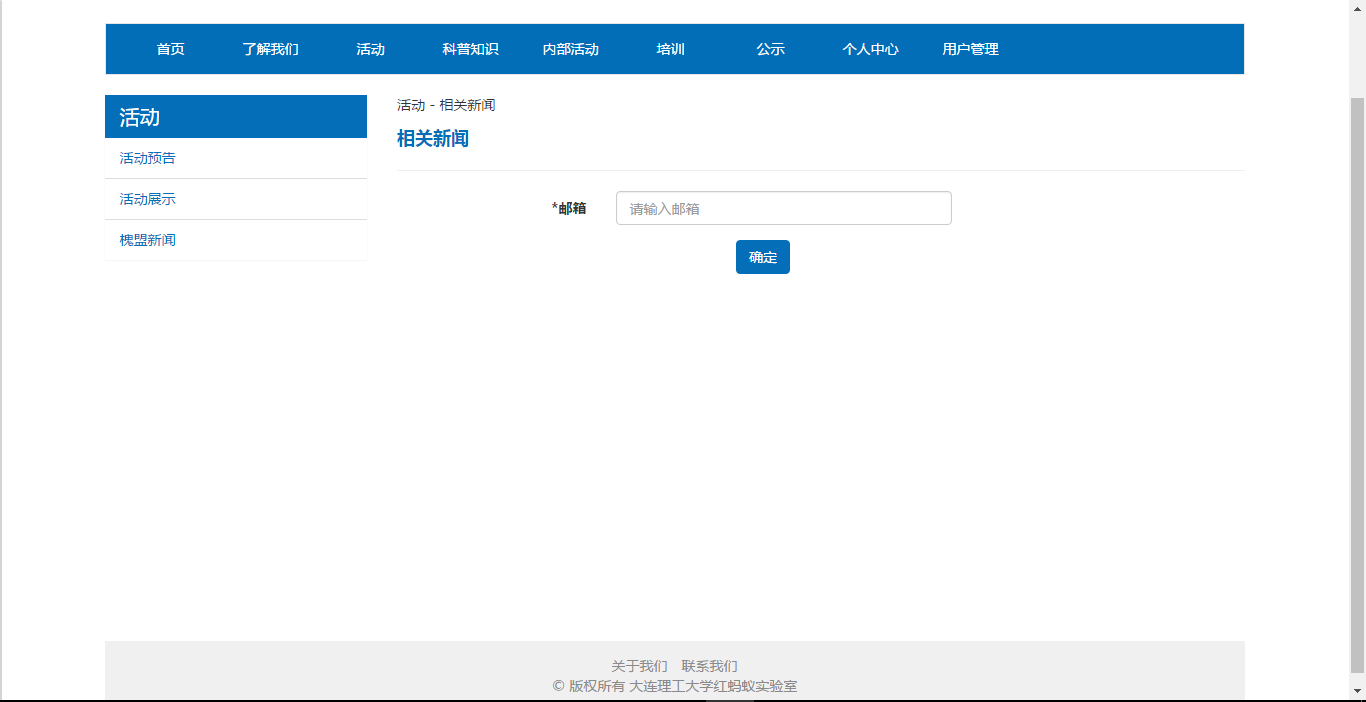 首页 了解我们 活动 科普知识 内部活动 培训 公示 个人中心 用户管理
活动
活动预告
活动展示
槐盟新闻
活动 - 相关新闻
相关新闻
*邮箱 请输入邮箱
确定
关于我们 联系我们
© 版权所有 大连理工大学红蚂蚁实验室